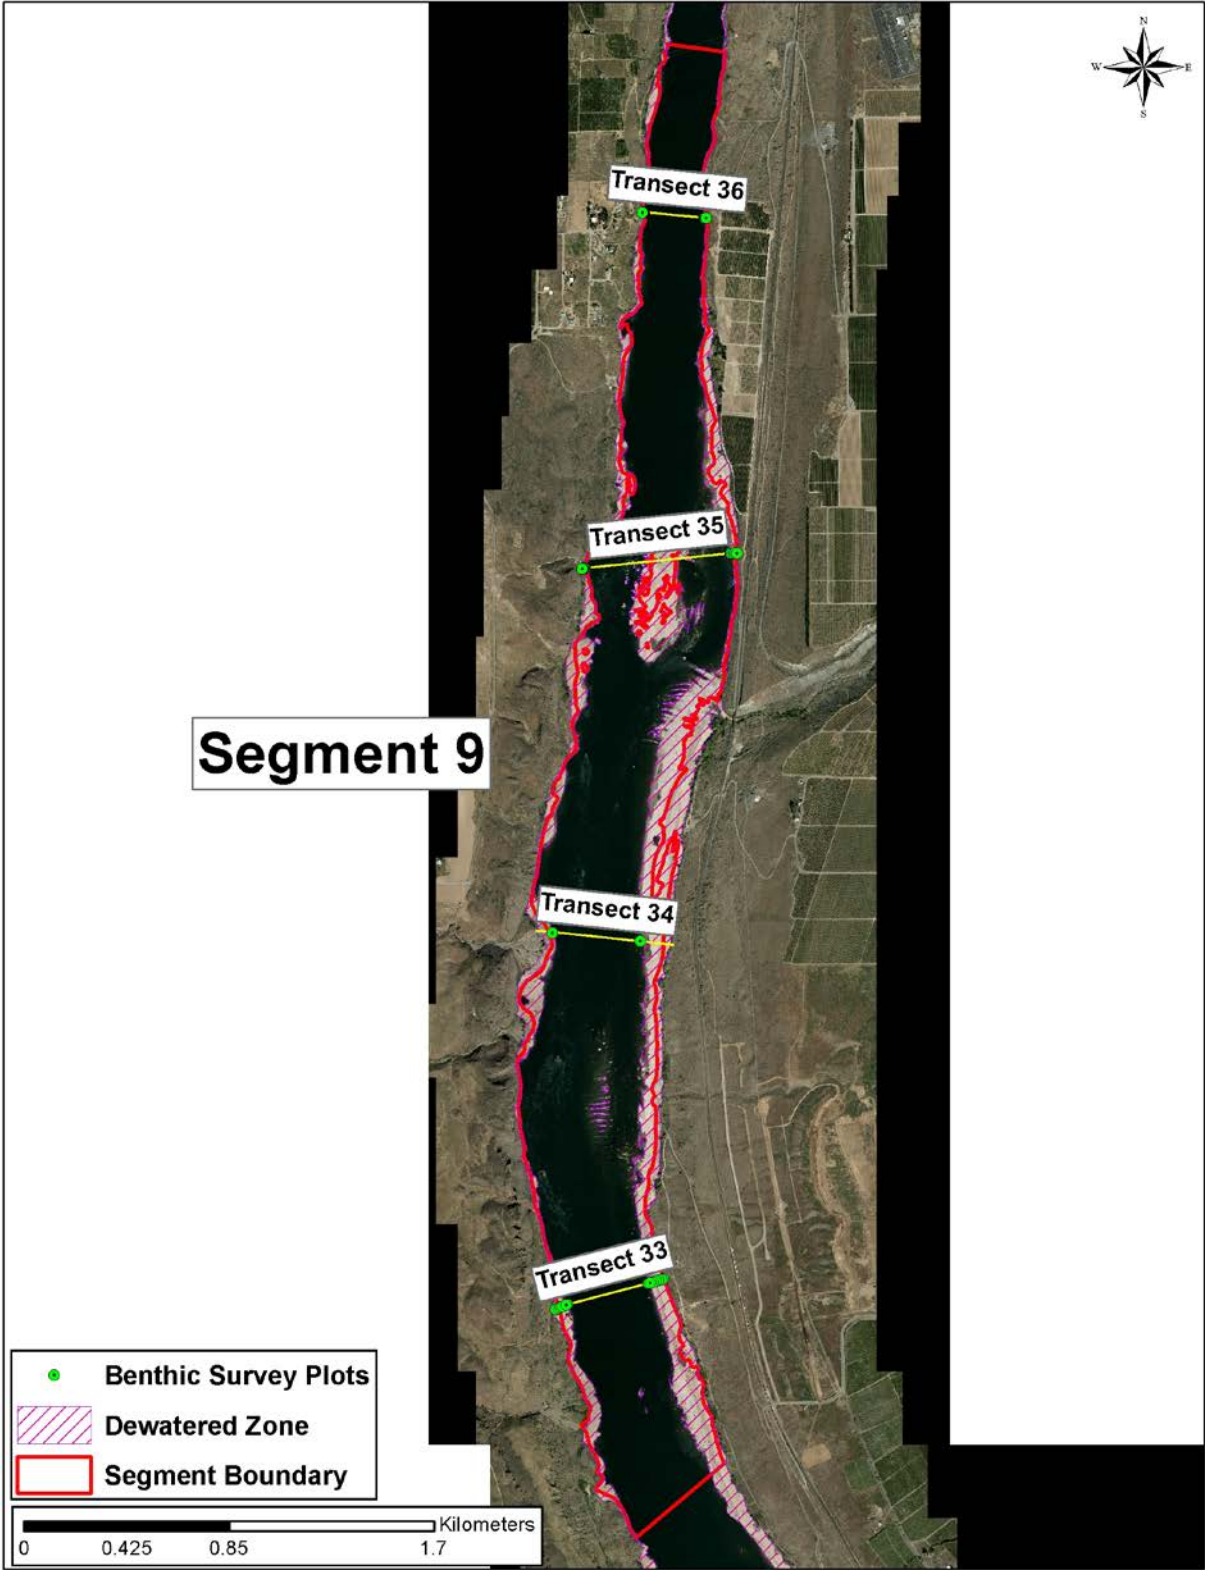 N
W E
S
Transect 36
Transect 35
Segment 9
Transect 34
Transect 33
Benthic Survey Plots
Dewatered Zone
Segment Boundary
Kilometers
0 0.425 0.85 1.7